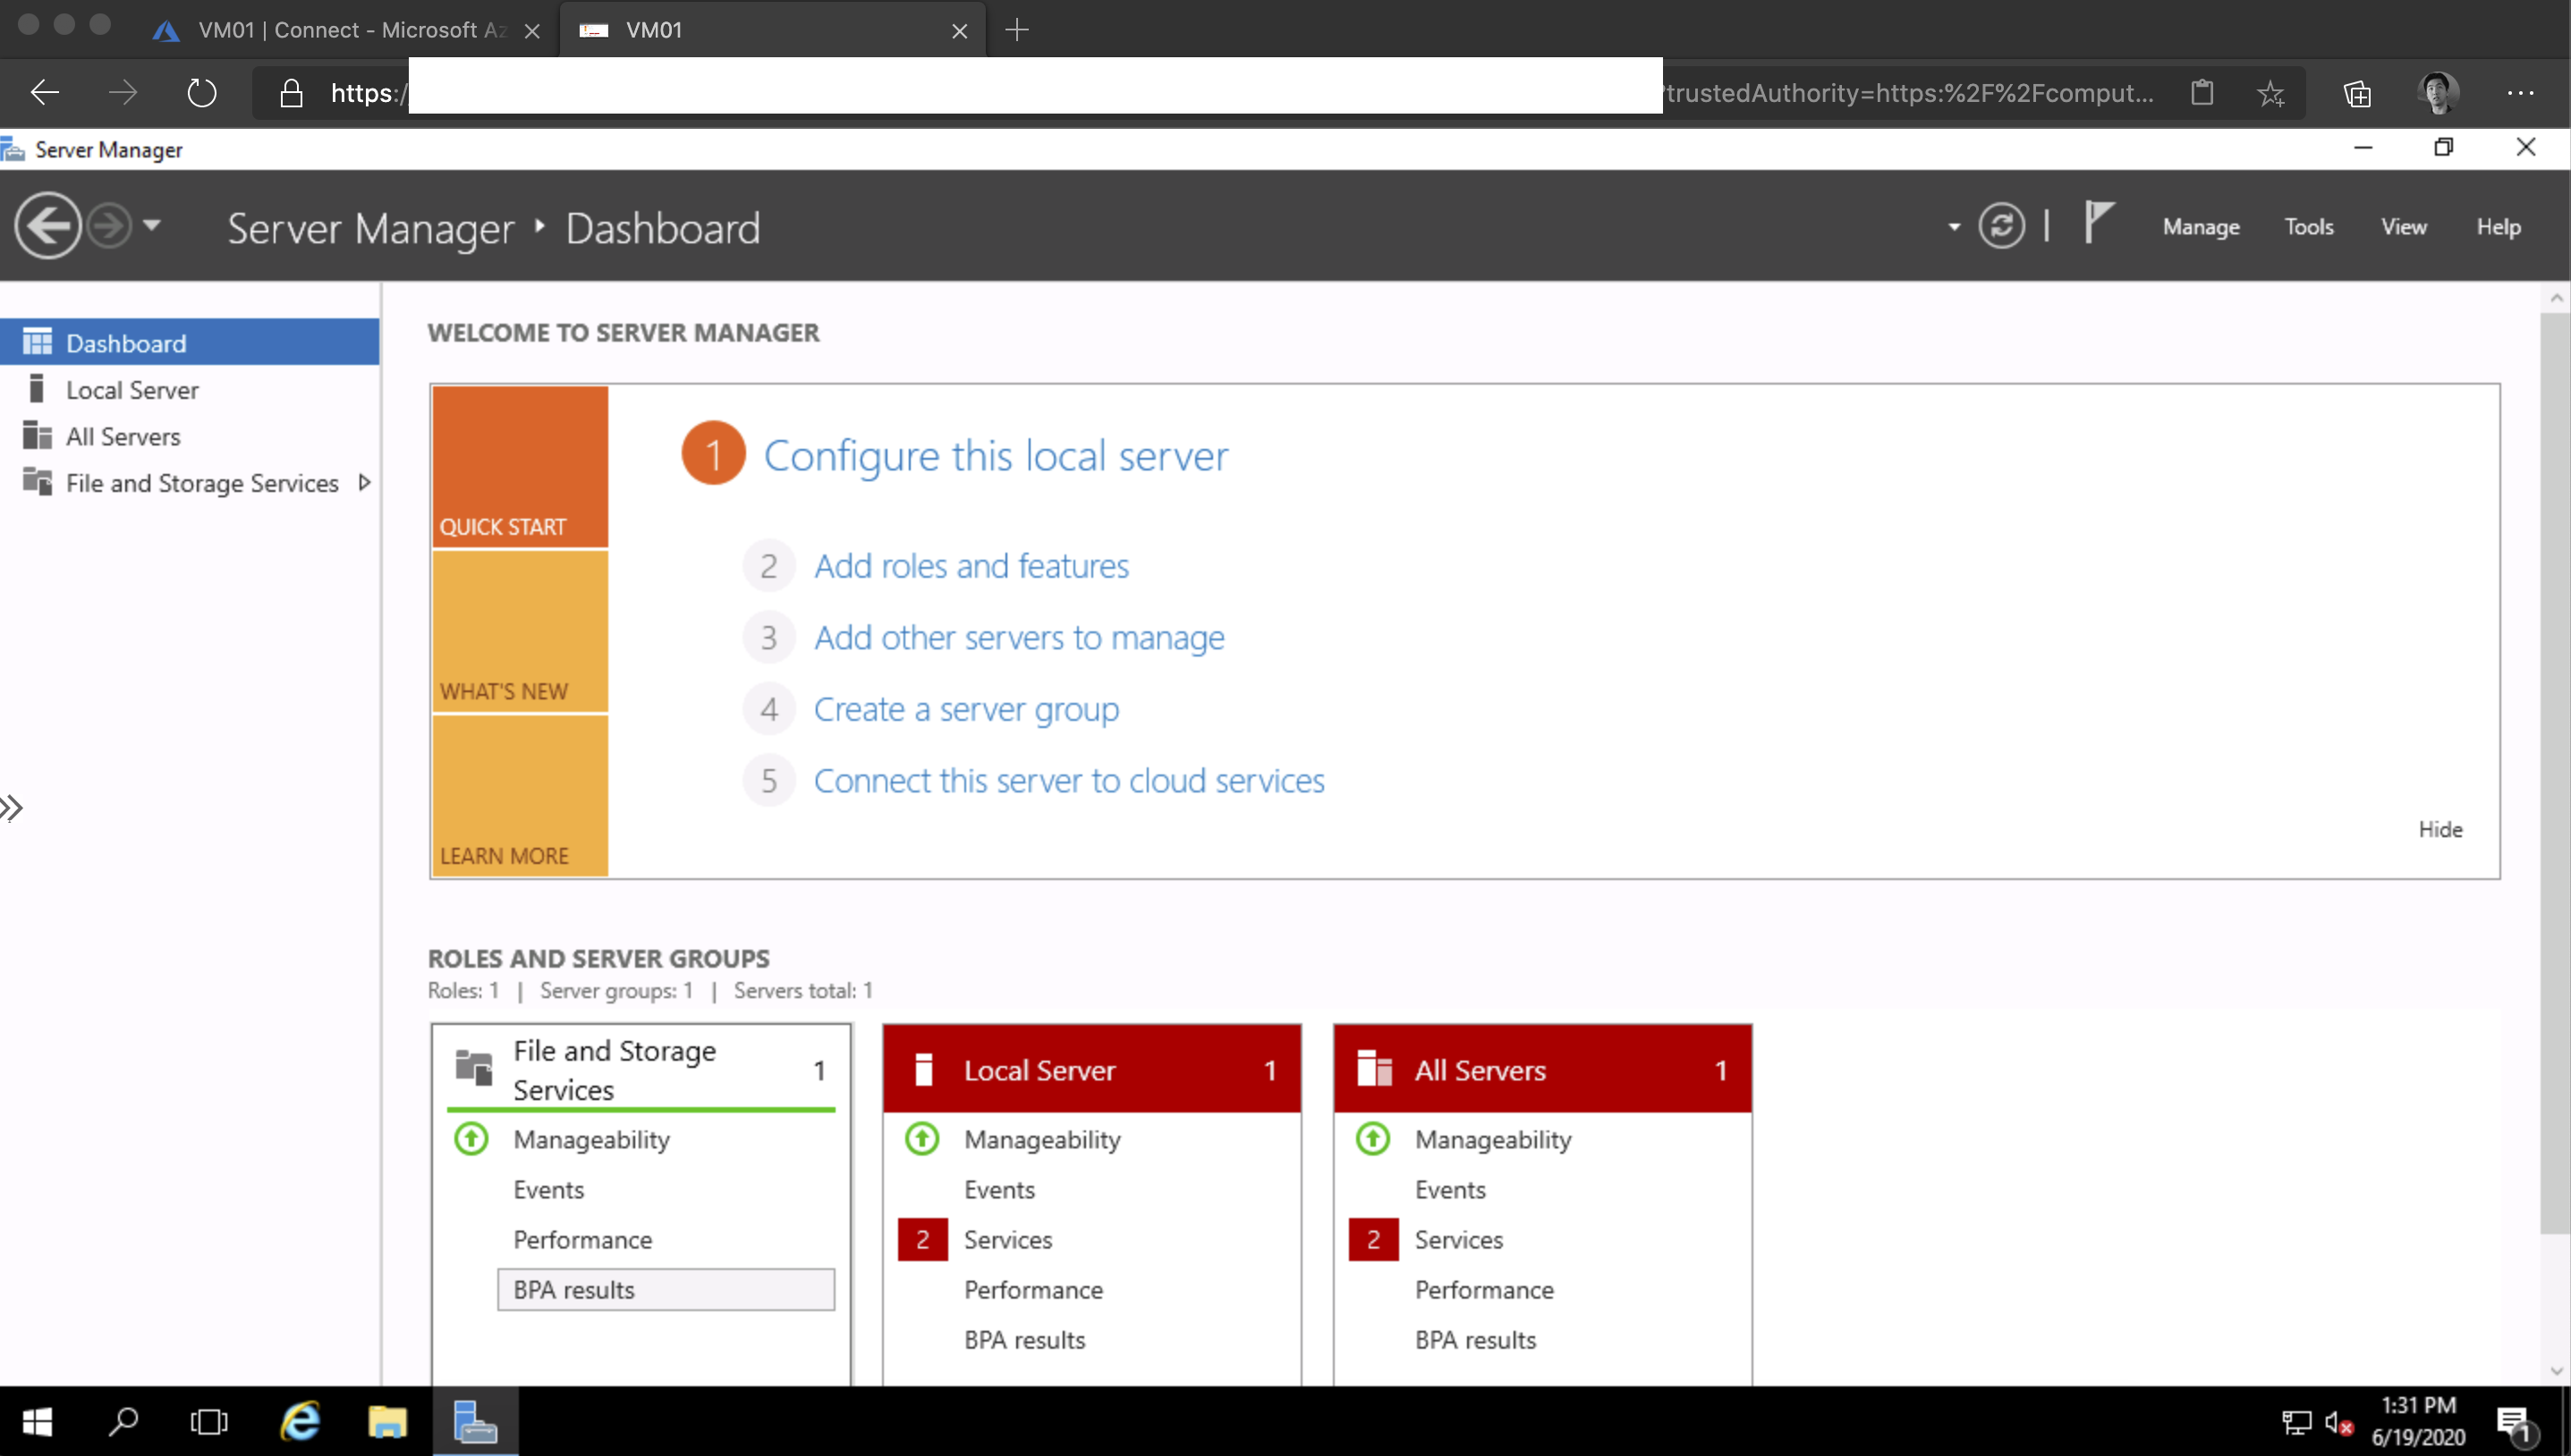 VM01 | Connect - Microsoft Az
VM01
https:/
?trustedAuthority=https:%2F%2Fcomput...
Server Manager
Server Manager
Dashboard
Manage
Tools
View
Help
Dashboard
Local Server
All Servers
File and Storage Services
WELCOME TO SERVER MANAGER
QUICK START
WHAT'S NEW
LEARN MORE
1 Configure this local server
2 Add roles and features
3 Add other servers to manage
4 Create a server group
5 Connect this server to cloud services
Hide
ROLES AND SERVER GROUPS
Roles: 1 | Server groups: 1 | Servers total: 1
File and Storage
Services
1
Manageability
Events
Performance
BPA results
Local Server 1
Manageability
Events
2 Services
Performance
BPA results
All Servers 1
Manageability
Events
2 Services
Performance
BPA results
1:31 PM
6/19/2020
1